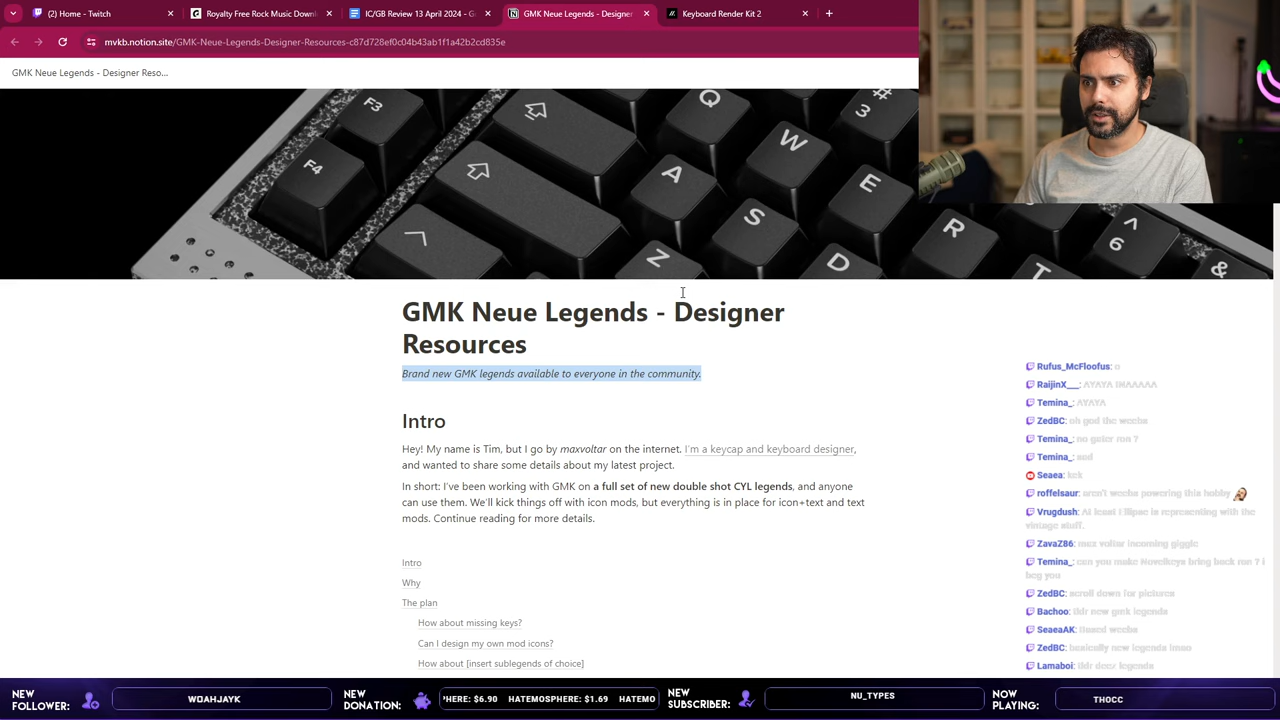 (2) Home - Twitch
Royalty Free Rock Music Downl
IC/GB Review 13 April 2024 - G
GMK Neue Legends - Designer
Keyboard Render Kit 2
mvkb.notion.site/GMK-Neue-Legends-Designer-Resources-c87d728ef0c04b43ab1f1a42b2cd835e
GMK Neue Legends - Designer Reso...
F3
F4
Q
W
E
R
T
A
S
D
Z
#
3
^
6
&
GMK Neue Legends - Designer
Resources
Brand new GMK legends available to everyone in the community.
Intro
Hey! My name is Tim, but I go by maxvoltar on the internet. I'm a keycap and keyboard designer,
and wanted to share some details about my latest project.
In short: I've been working with GMK on a full set of new double shot CYL legends, and anyone
can use them. We'll kick things off with icon mods, but everything is in place for icon+text and text
mods. Continue reading for more details.
Intro
Why
The plan
How about missing keys?
Can I design my own mod icons?
How about [insert sublegends of choice]
Rufus_McFloofus: o
RaijinX___: AYAYA
Temina_: AYAYA
ZedBC: oh god the weebs
Temina_: no gater ron ?
Temina_: sad
Seaea: kek
roffelsaur: aren't weebs powering this hobby
Vrugdush: At least I'llipse is representing with the
vintage stuff.
ZavaZ86: max voltar incoming giggle
Temina_: can you make Novelkeys bring back ron ? i
beg you
ZedBC: scroll down for pictures
Bachoo: tldr new gmk legends
SeaeaAK: weebs
ZedBC: basically new legends lmao
Lamaboi: tldr deez legends
NEW
FOLLOWER:
WOAHJAYK
NEW
DONATION:
'HERE: $6.90 HATEMOSPHERE: $1.69 HATEMO
NEW
SUBSCRIBER:
NU_TYPES
NOW
PLAYING:
THOCC